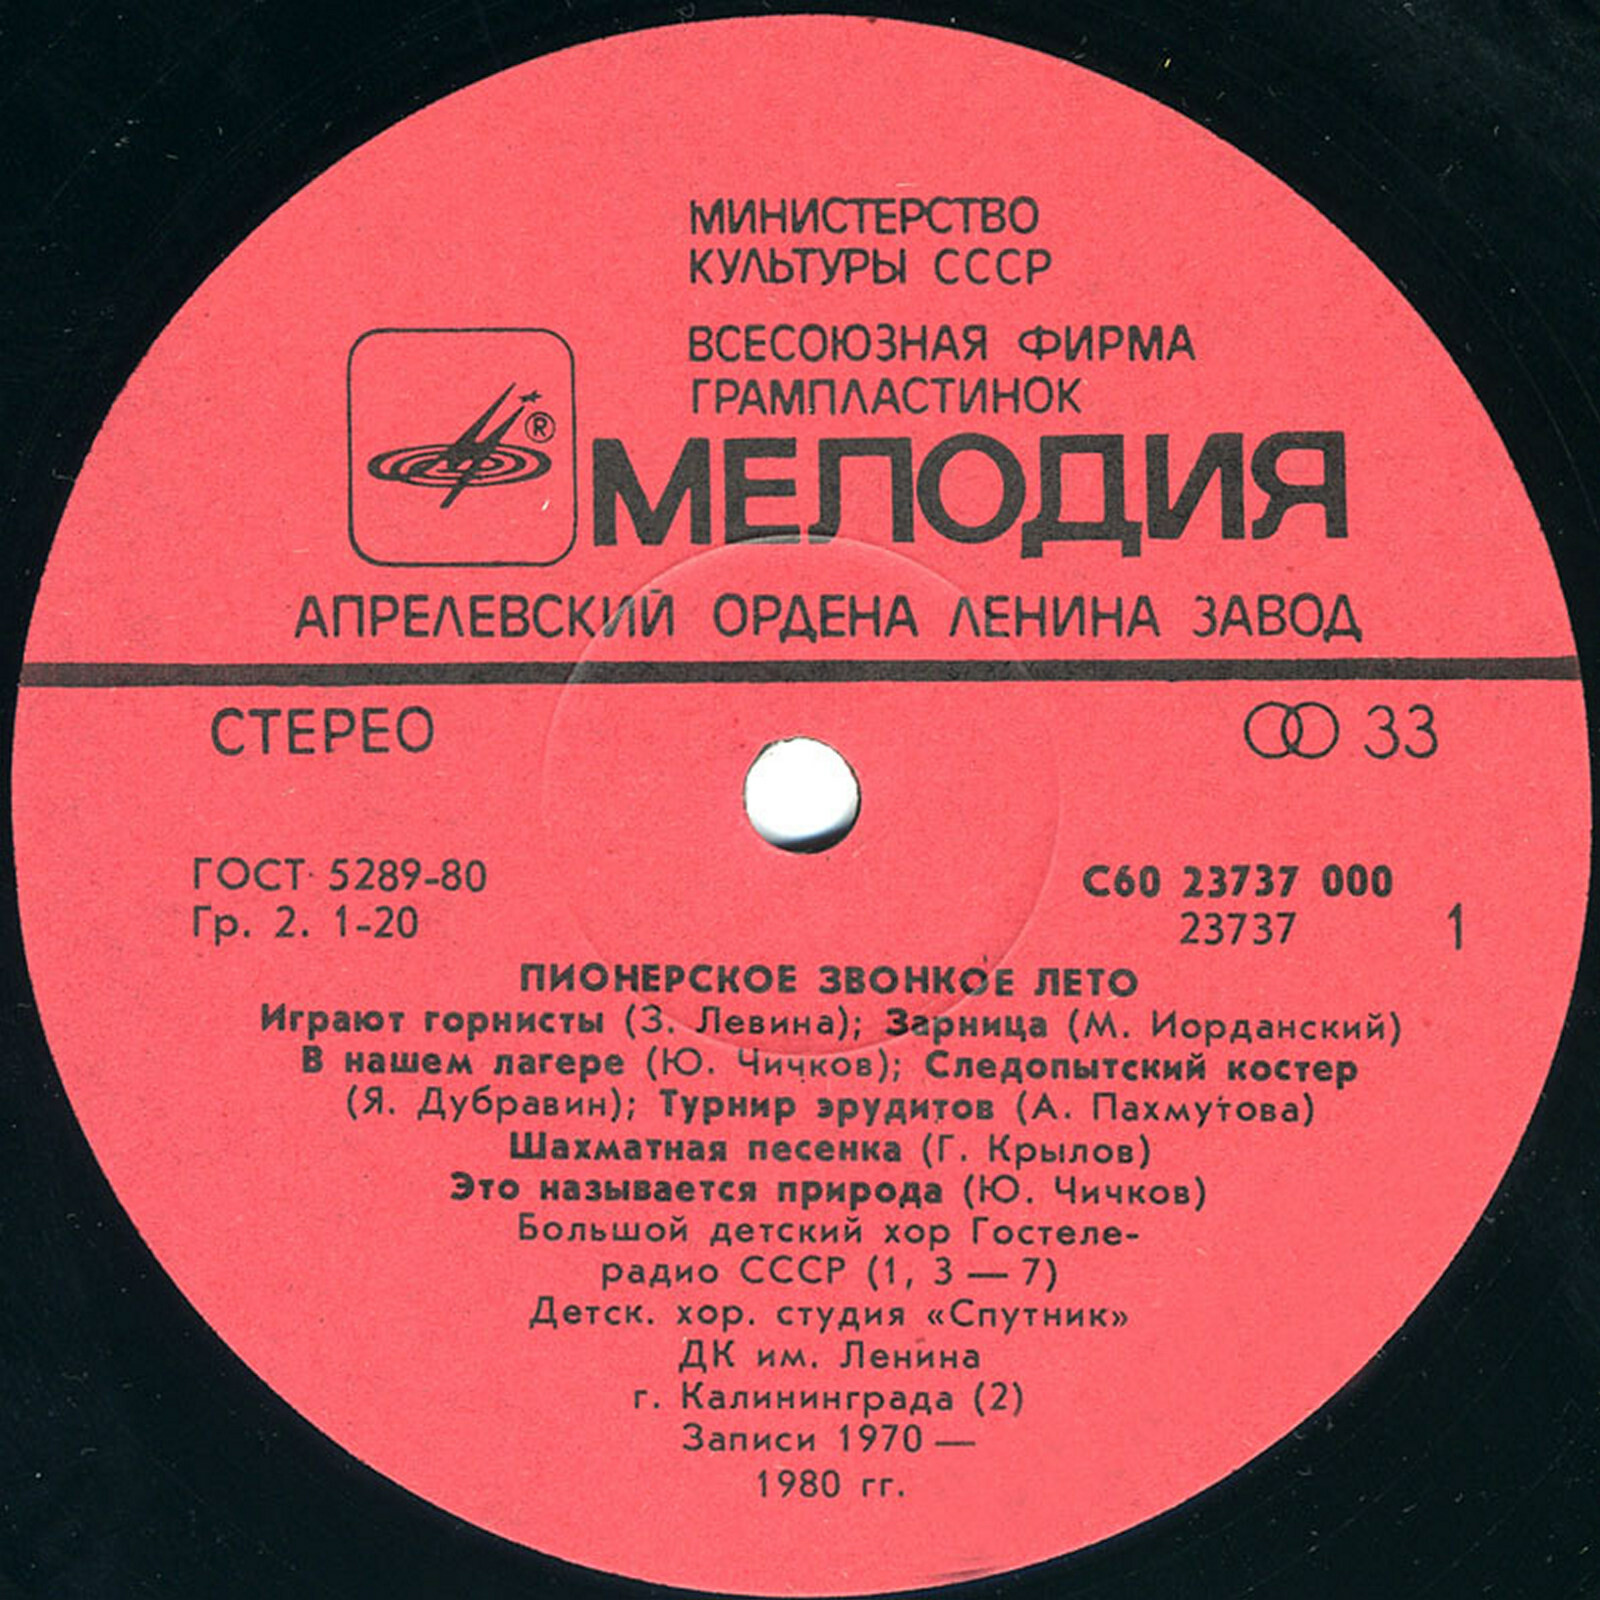 МИНИСТЕРСТВО
КУЛЬТУРЫ СССР
ВСЕСОЮЗНАЯ ФИРМА
ГРАМПЛАСТИНОК
®
МЕЛОДИЯ
АПРЕЛЕВСКИЙ ОРДЕНА ЛЕНИНА ЗАВОД
СТЕРЕО
33
ГОСТ 5289-80
С60 23737 000
Гр. 2. 1-20
23737
1
ПИОНЕРСКОЕ ЗВОНКОЕ ЛЕТО
Играют горнисты (З. Левина); Зарница (М. Иорданский)
В нашем лагере (Ю. Чичков); Следопытский костер
(Я. Дубравин); Турнир эрудитов (А. Пахмутова)
Шахматная песенка (Г. Крылов)
Это называется природа (Ю. Чичков)
Большой детский хор Гостеле-
радио СССР (1, 3 — 7)
Детск. хор. студия «Спутник»
ДК им. Ленина
г. Калининграда (2)
Записи 1970 —
1980 гг.